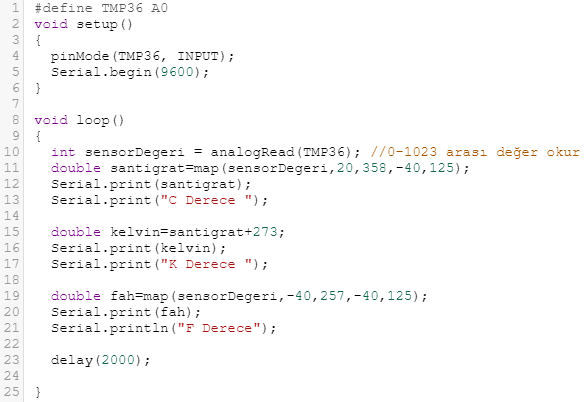 1 #define TMP36 A0
2 void setup()
3 {
4   pinMode(TMP36, INPUT);
5   Serial.begin(9600);
6 }
7
8 void loop()
9 {
10   int sensorDegeri = analogRead(TMP36); //0-1023 arası değer okur
11   double santigrat=map(sensorDegeri,20,358,-40,125);
12   Serial.print(santigrat);
13   Serial.print("C Derece ");
14
15   double kelvin=santigrat+273;
16   Serial.print(kelvin);
17   Serial.print("K Derece ");
18
19   double fah=map(sensorDegeri,-40,257,-40,125);
20   Serial.print(fah);
21   Serial.println("F Derece");
22
23   delay(2000);
24
25 }